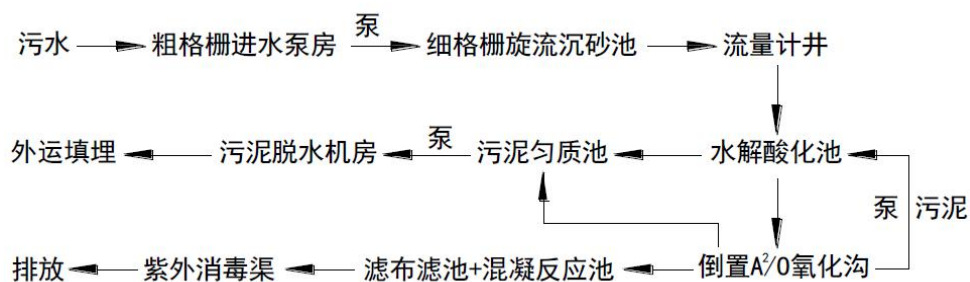 污水 粗格栅进水泵房 泵 细格栅旋流沉砂池 流量计井
外运填埋 污泥脱水机房 泵 污泥匀质池 水解酸化池
泵 污泥
排放 紫外消毒渠 滤布滤池+混凝反应池 倒置A²/O氧化沟